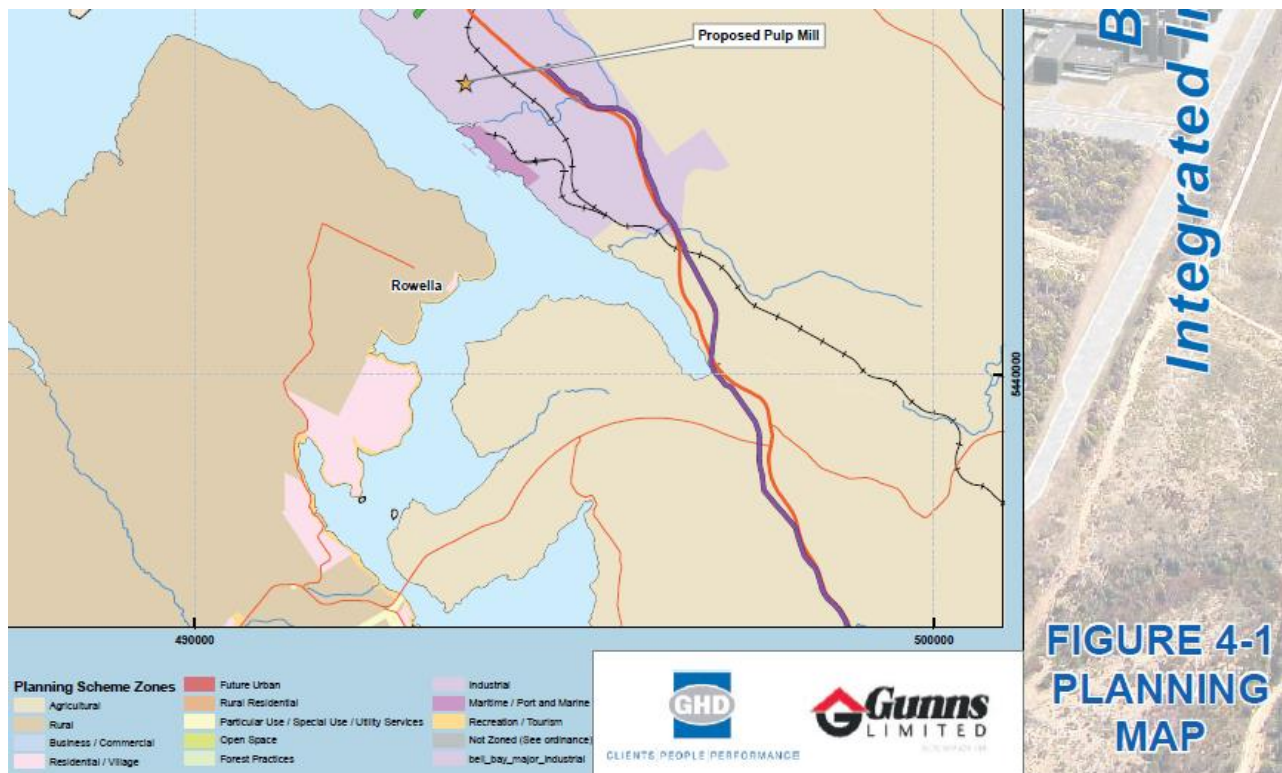 Proposed Pulp Mill
Rowella
5440000
490000
500000
Planning Scheme Zones
Agricultural
Rural
Business / Commercial
Residential / Village
Future Urban
Rural Residential
Particular Use / Special Use / Utility Services
Open Space
Forest Practices
Industrial
Maritime / Port and Marine
Recreation / Tourism
Not Zoned (See ordinance)
bell_bay_major_Industrial
GHD
CLIENTS PEOPLE PERFORMANCE
Gunns
LIMITED
B
Integrated In
FIGURE 4-1
PLANNING
MAP